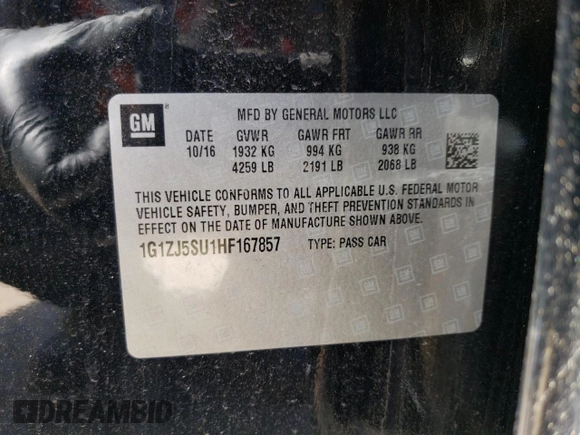 GM
MFD BY GENERAL MOTORS LLC
DATE GVWR GAWR FRT GAWR RR
10/16 1932 KG 994 KG 938 KG
4259 LB 2191 LB 2068 LB
THIS VEHICLE CONFORMS TO ALL APPLICABLE U.S. FEDERAL MOTOR
VEHICLE SAFETY, BUMPER, AND THEFT PREVENTION STANDARDS IN
EFFECT ON THE DATE OF MANUFACTURE SHOWN ABOVE.
1G1ZJ5SU1HF167857 TYPE: PASS CAR
DREAMBID